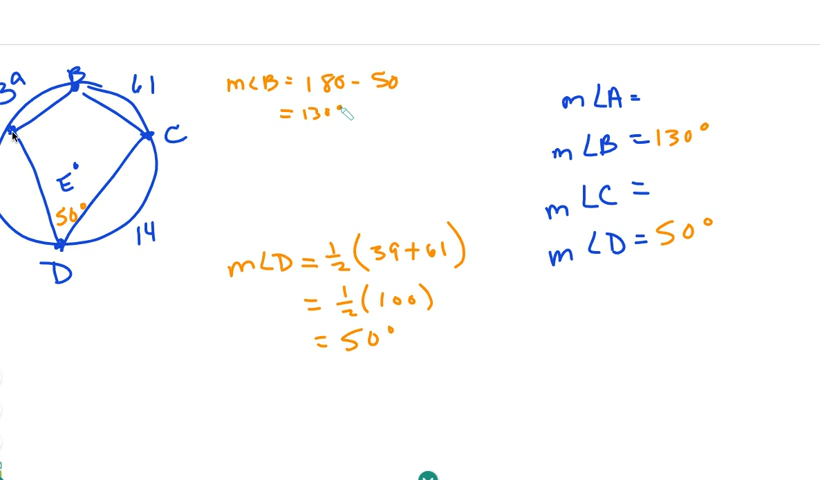 39
B
61
C
E
50°
14
D
m∠B = 180 - 50
= 130°
m∠D = 1/2 (39+61)
= 1/2 (100)
= 50°
m∠A =
m∠B = 130°
m∠C =
m∠D = 50°